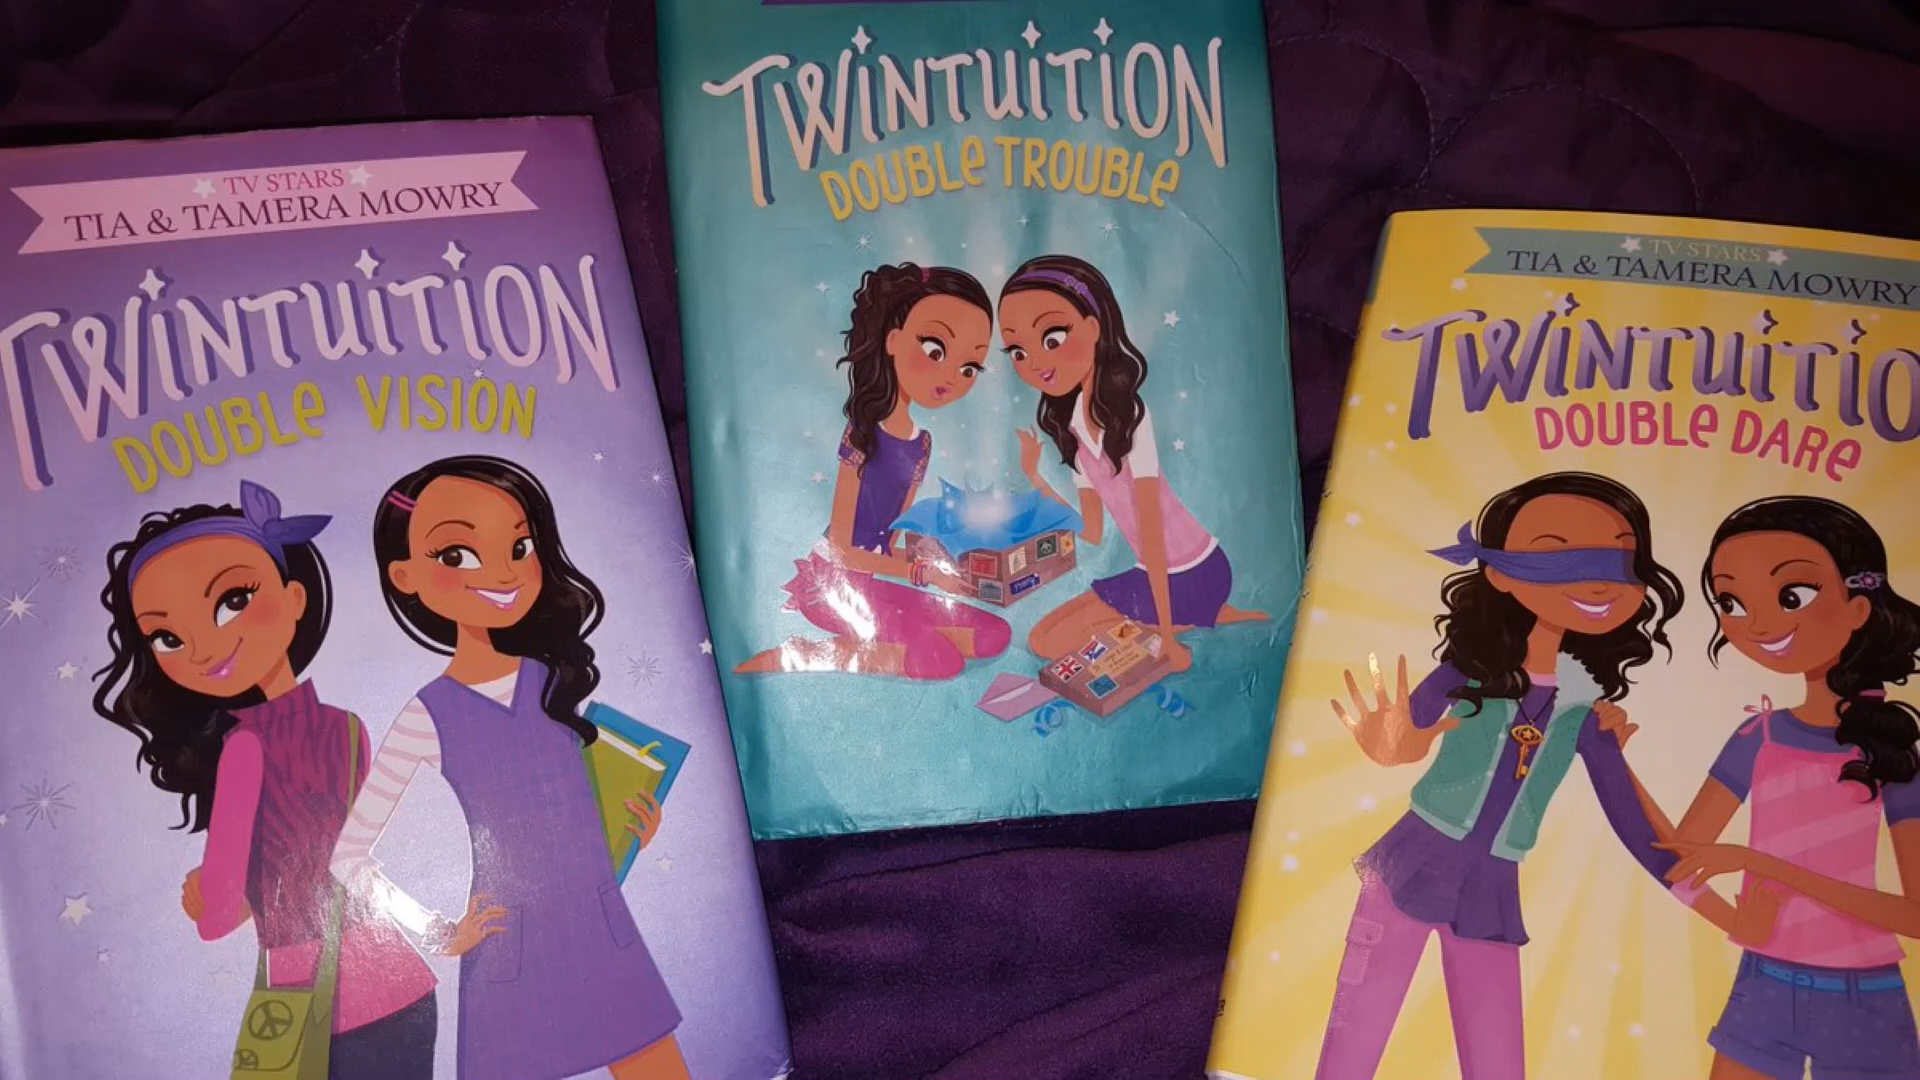 TV STARS
TIA & TAMERA MOWRY
TWINTUITION
DOUBLE VISION
TWINTUITION
DOUBLE TROUBLE
TV STARS
TIA & TAMERA MOWRY
TWINTUITIO
DOUBLE DARE